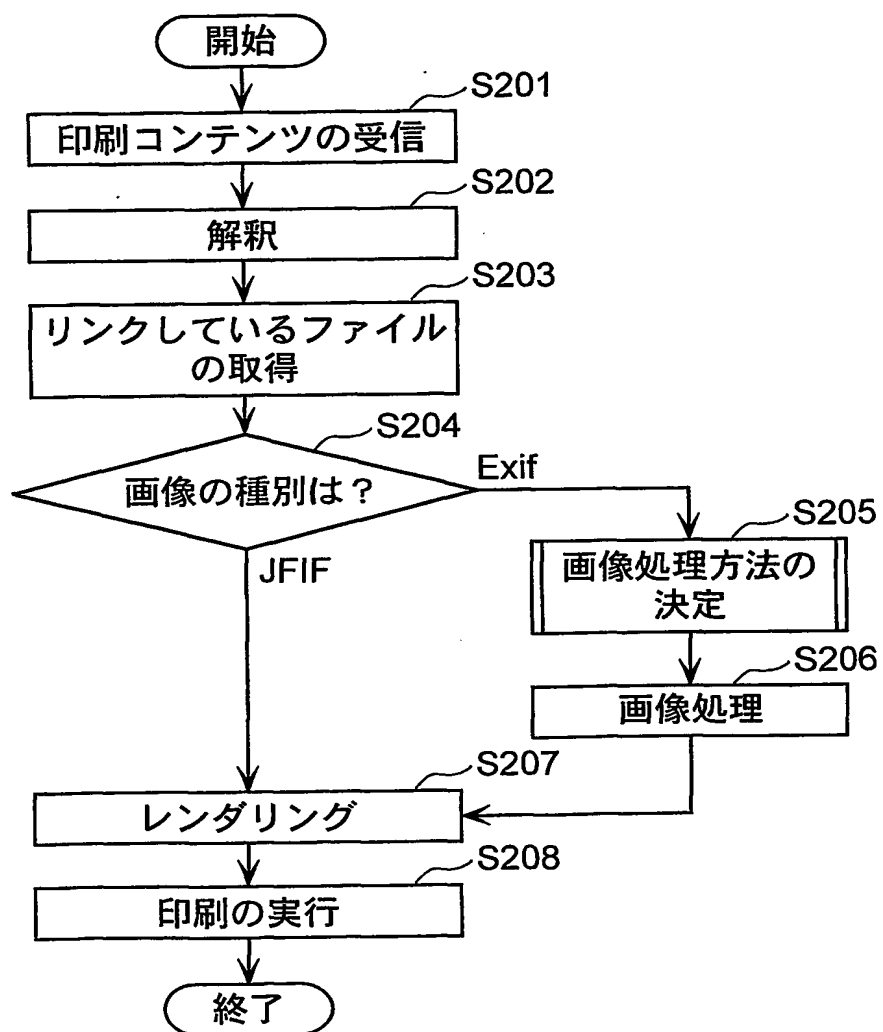 開始
S201
印刷コンテンツの受信
S202
解釈
S203
リンクしているファイル
の取得
S204
画像の種別は？
Exif
JFIF
S205
画像処理方法の
決定
S206
画像処理
S207
レンダリング
S208
印刷の実行
終了